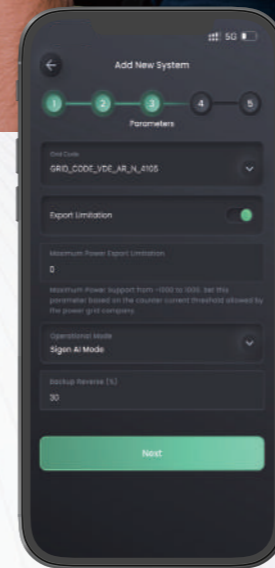 5G
Add New System
1
2
3
4
5
Parameters
Grid Code
GRID_CODE_VDE_AR_N_4105
Export Limitation
Maximum Power Export Limitation
0
Maximum Power Support from -1000 to 1000. Set this
parameter based on the counter current threshold allowed by
the power grid company.
Operational Mode
Sigen AI Mode
Backup Reverse (%)
30
Next